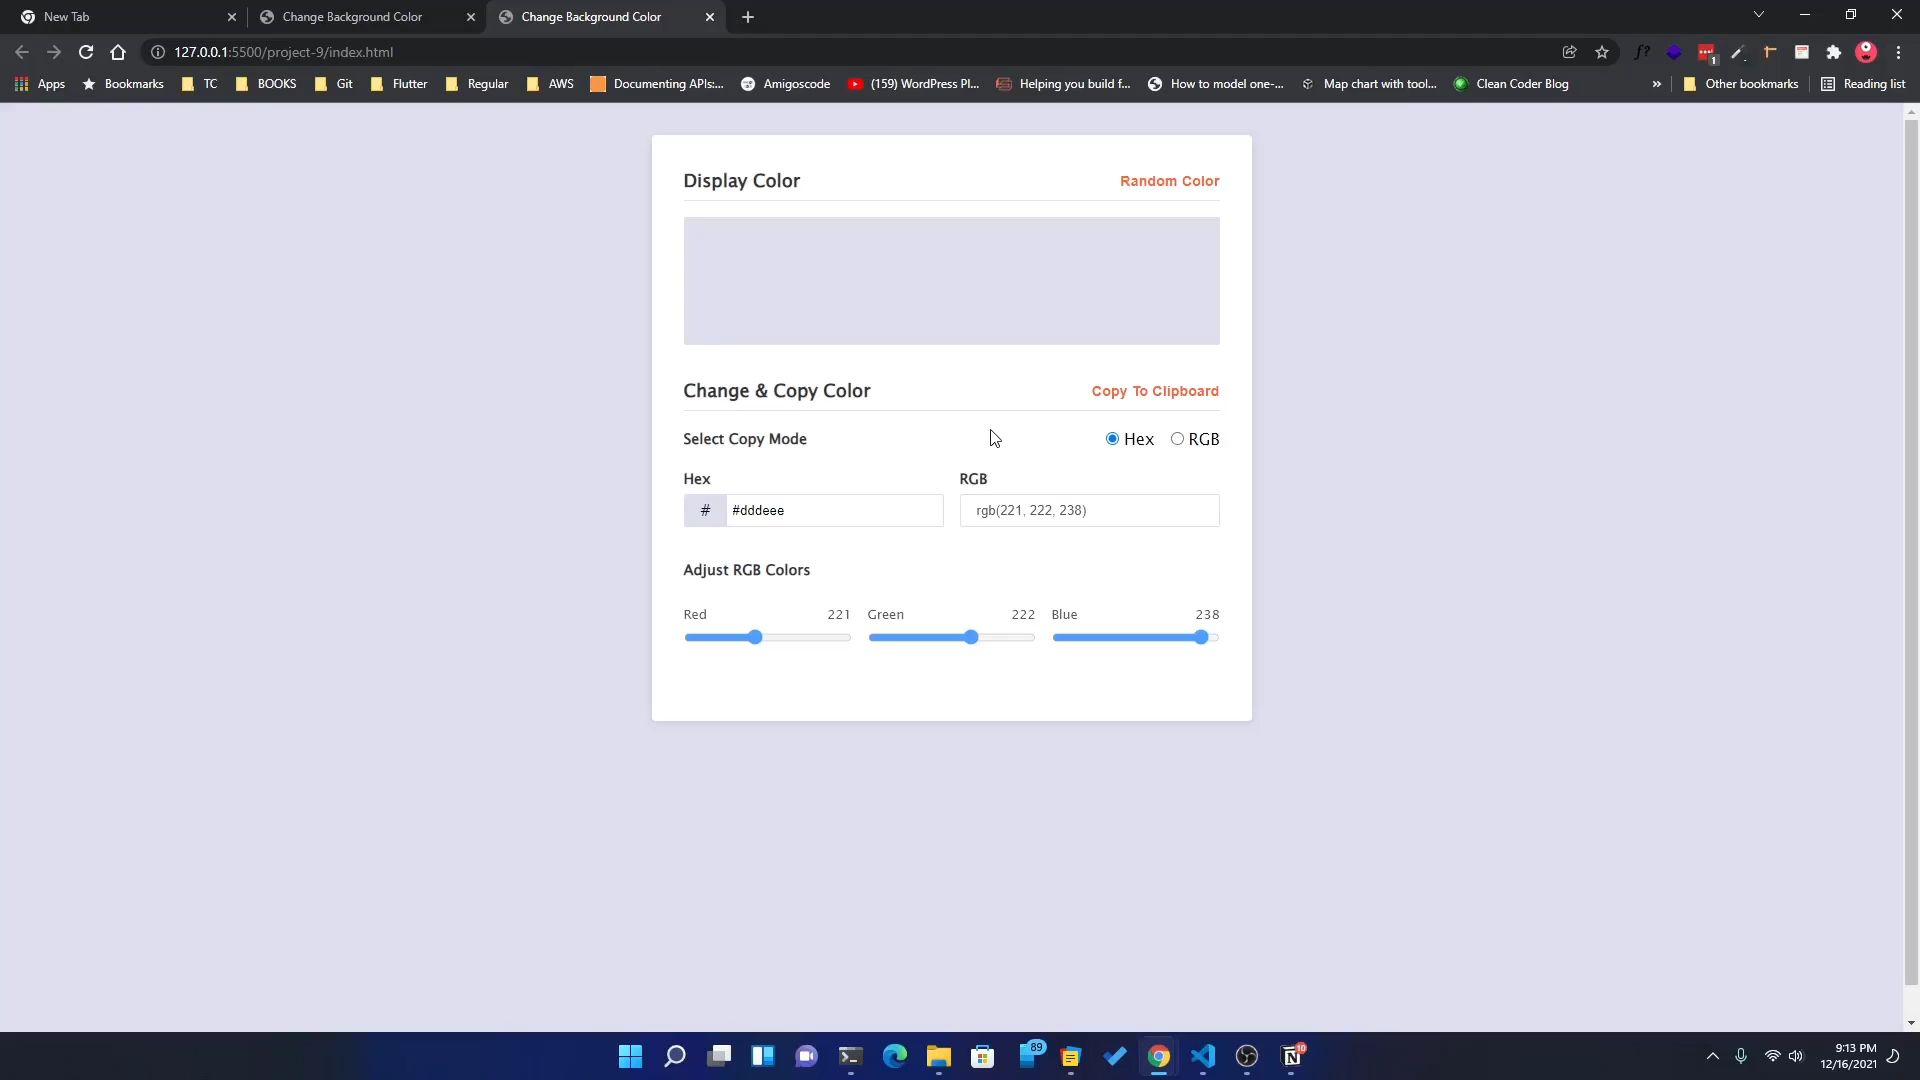 New Tab
Change Background Color
Change Background Color
127.0.0.1:5500/project-9/index.html
f?
1
Apps
Bookmarks
TC
BOOKS
Git
Flutter
Regular
AWS
Documenting APIs:...
Amigoscode
(159) WordPress Pl...
Helping you build f...
How to model one-...
Map chart with tool...
Clean Coder Blog
»
Other bookmarks
Reading list
Display Color
Random Color
Change & Copy Color
Copy To Clipboard
Select Copy Mode
Hex
RGB
Hex
RGB
#
#dddeee
rgb(221, 222, 238)
Adjust RGB Colors
Red 221
Green 222
Blue 238
89
10
9:13 PM
12/16/2021